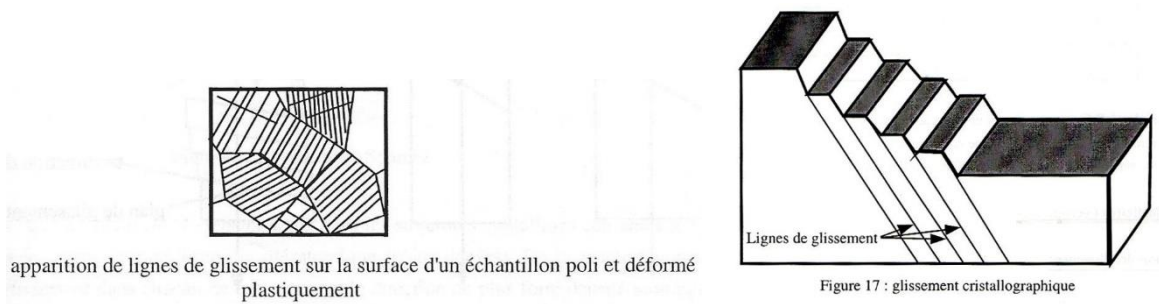 apparition de lignes de glissement sur la surface d'un échantillon poli et déformé
plastiquement
Lignes de glissement
Figure 17 : glissement cristallographique